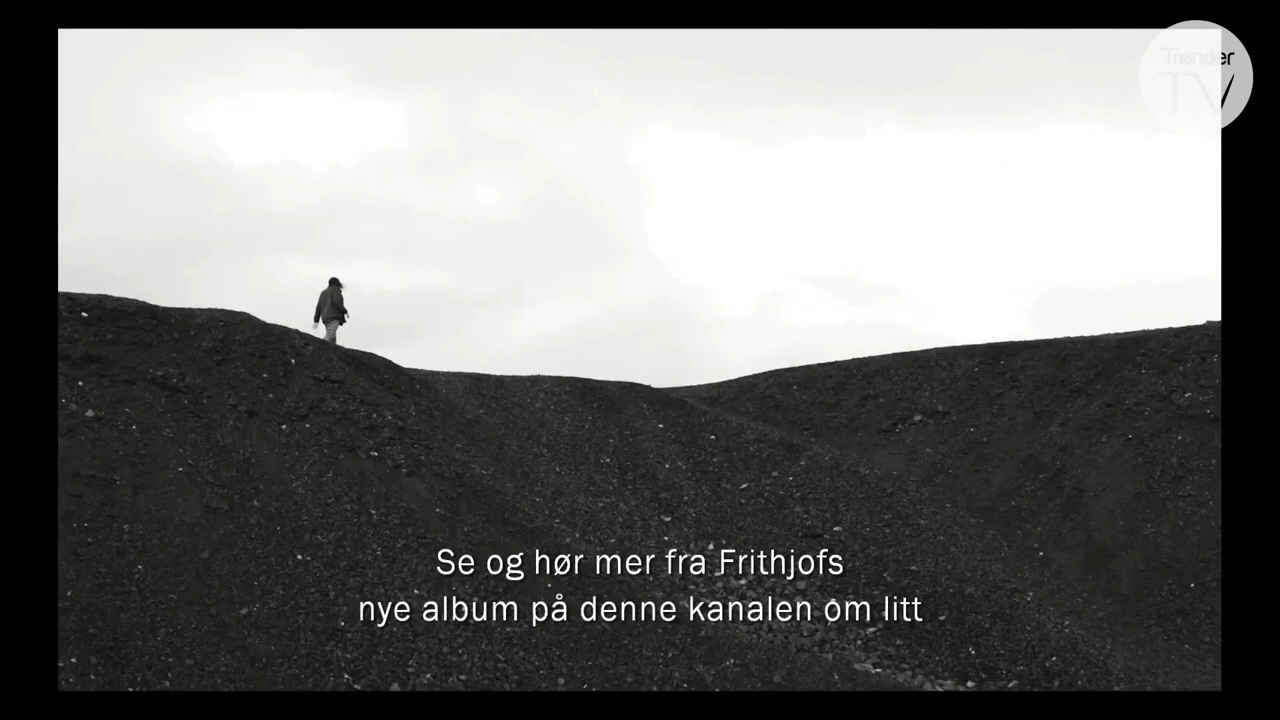 Trønder
TV
Se og hør mer fra Frithjofs
nye album på denne kanalen om litt